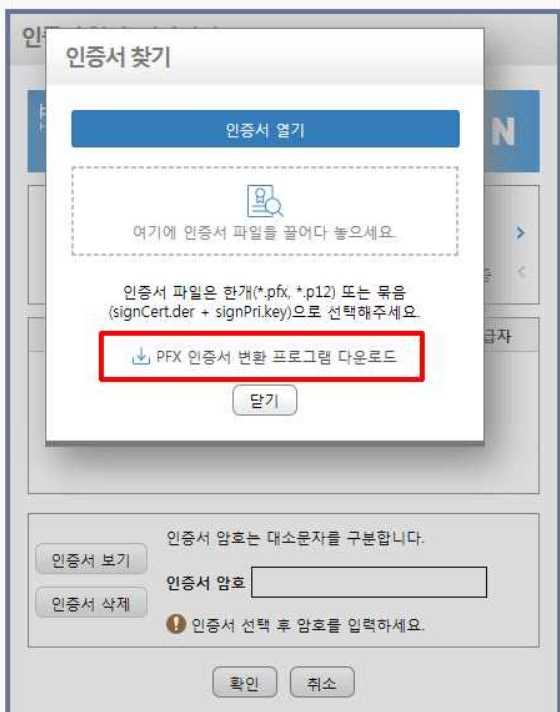 인증서 찾기
인증서 열기
N
여기에 인증서 파일을 끌어다 놓으세요.
인증서 파일은 한개(*.pfx, *.p12) 또는 묶음
(signCert.der + signPri.key)으로 선택해주세요.
급자
PFX 인증서 변환 프로그램 다운로드
닫기
인증서 암호는 대소문자를 구분합니다.
인증서 보기
인증서 암호
인증서 삭제
인증서 선택 후 암호를 입력하세요.
확인
취소